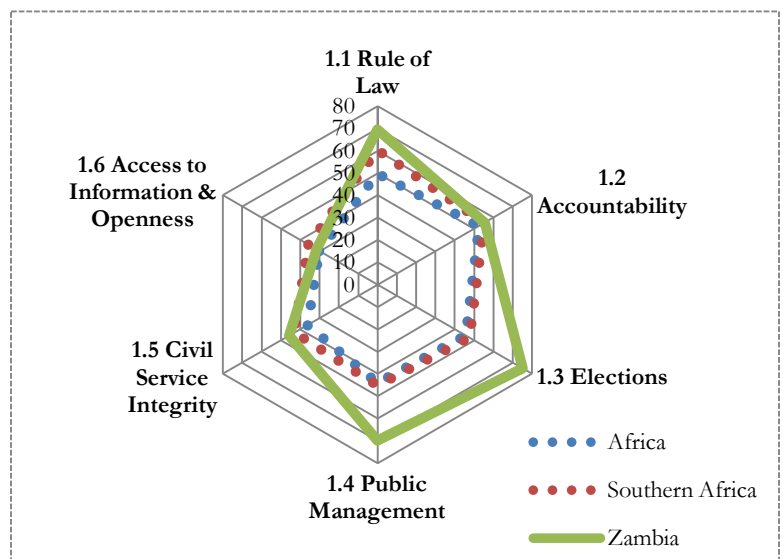 1.1 Rule of
Law
80
70
60
50
40
30
20
10
0
1.2
Accountability
1.3 Elections
1.4 Public
Management
1.5 Civil
Service
Integrity
1.6 Access to
Information &
Openness
Africa
Southern Africa
Zambia